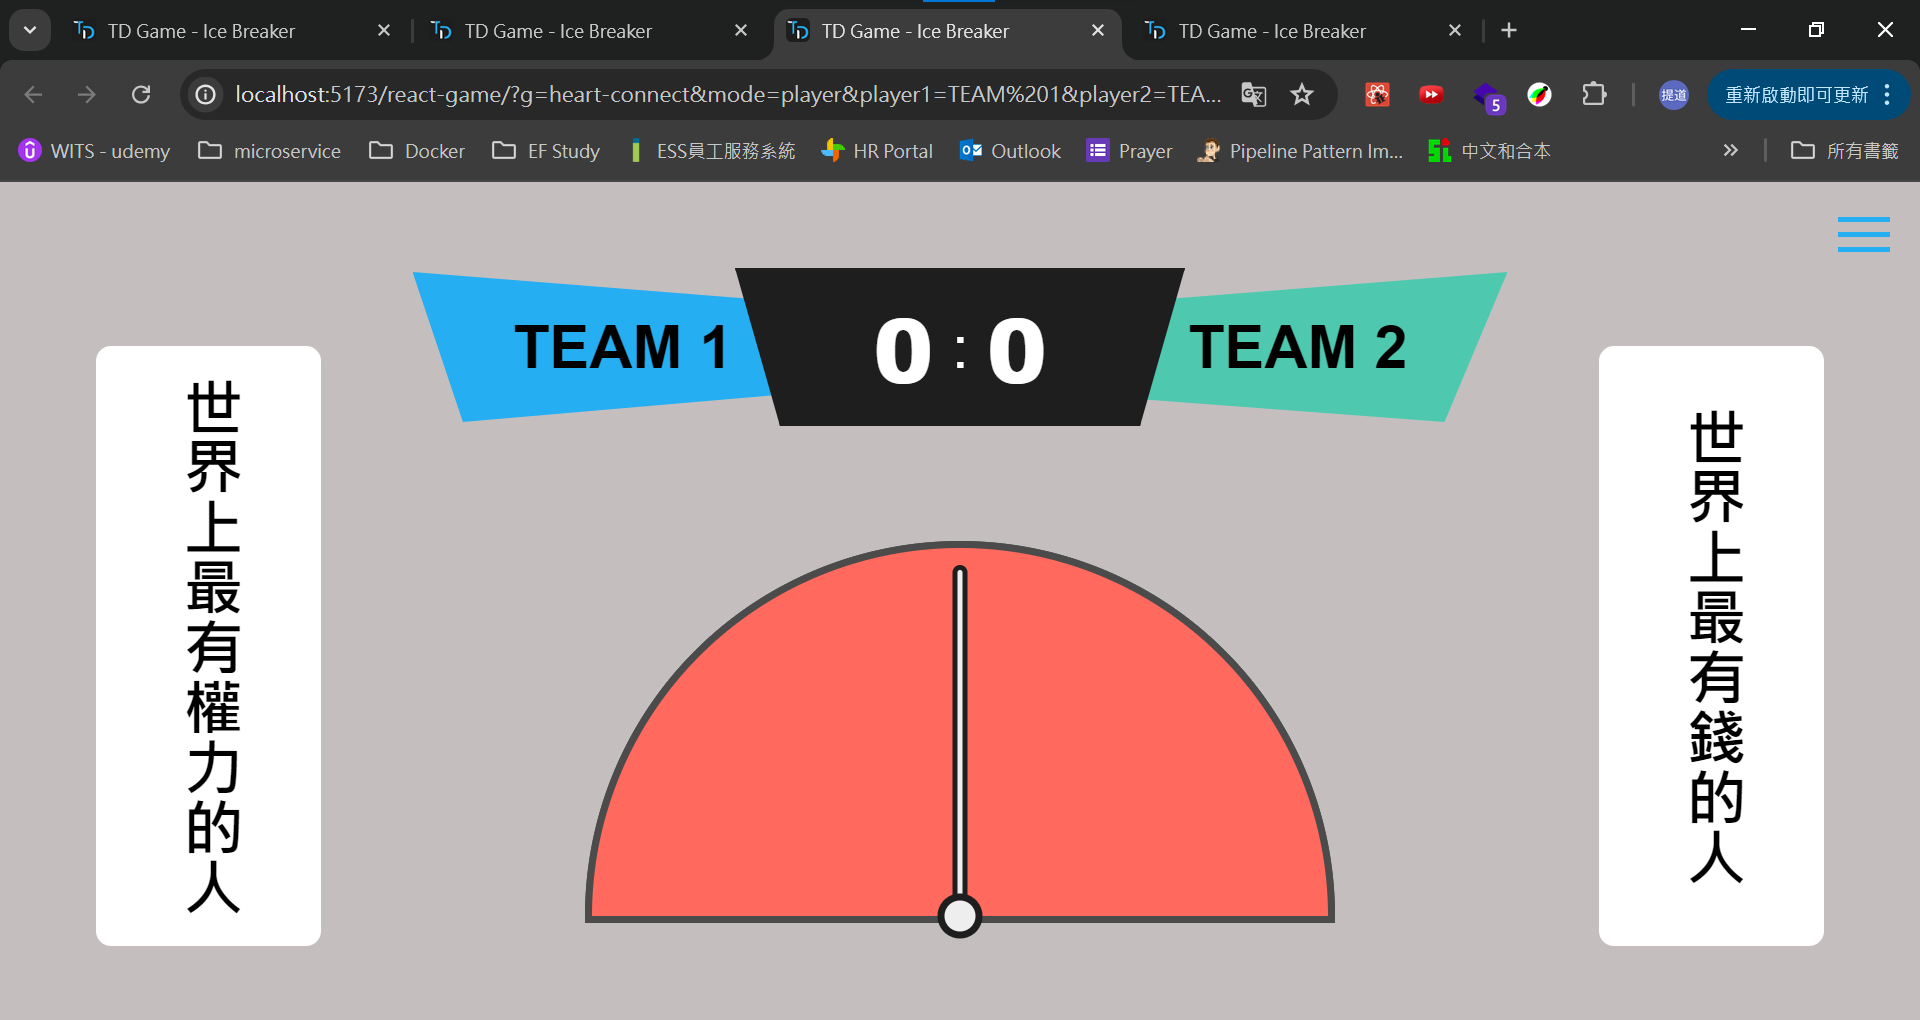 TD Game - Ice Breaker
TD Game - Ice Breaker
TD Game - Ice Breaker
TD Game - Ice Breaker
localhost:5173/react-game/?g=heart-connect&mode=player&player1=TEAM%201&player2=TEA...
5
提道
重新啟動即可更新
WITS - udemy
microservice
Docker
EF Study
ESS員工服務系統
HR Portal
Outlook
Prayer
Pipeline Pattern Im...
中文和合本
所有書籤
TEAM 1
0 : 0
TEAM 2
世界上最有權力的人
世界上最有錢的人